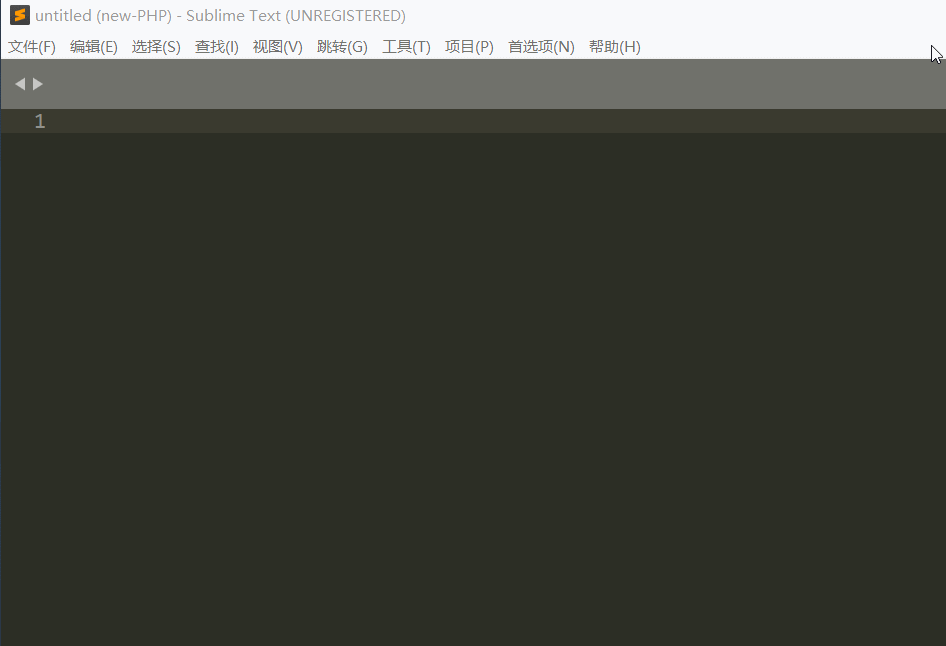 untitled (new-PHP) - Sublime Text (UNREGISTERED)
文件(F) 编辑(E) 选择(S) 查找(I) 视图(V) 跳转(G) 工具(T) 项目(P) 首选项(N) 帮助(H)
1